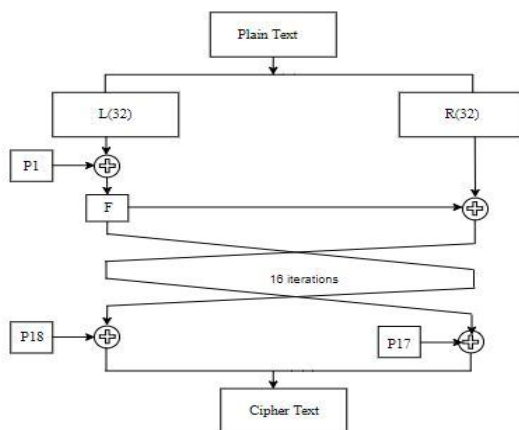 Plain Text
L(32)
R(32)
P1
F
16 iterations
P18
P17
Cipher Text